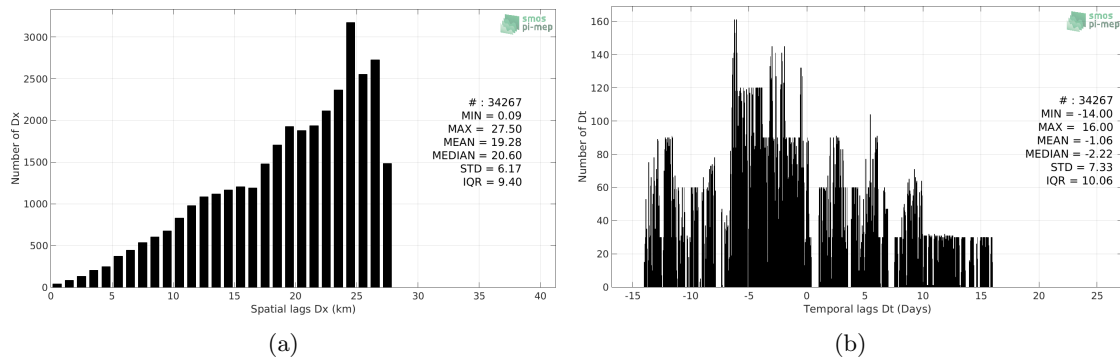 3000
2500
2000
1500
1000
500
0
Number of Dx
0 5 10 15 20 25 30 35 40
Spatial lags Dx (km)
smos
pi-mep
# : 34267
MIN = 0.09
MAX = 27.50
MEAN = 19.28
MEDIAN = 20.60
STD = 6.17
IQR = 9.40
(a)
160
140
120
100
80
60
40
20
0
Number of Dt
-15 -10 -5 0 5 10 15 20 25
Temporal lags Dt (Days)
smos
pi-mep
# : 34267
MIN = -14.00
MAX = 16.00
MEAN = -1.06
MEDIAN = -2.22
STD = 7.33
IQR = 10.06
(b)